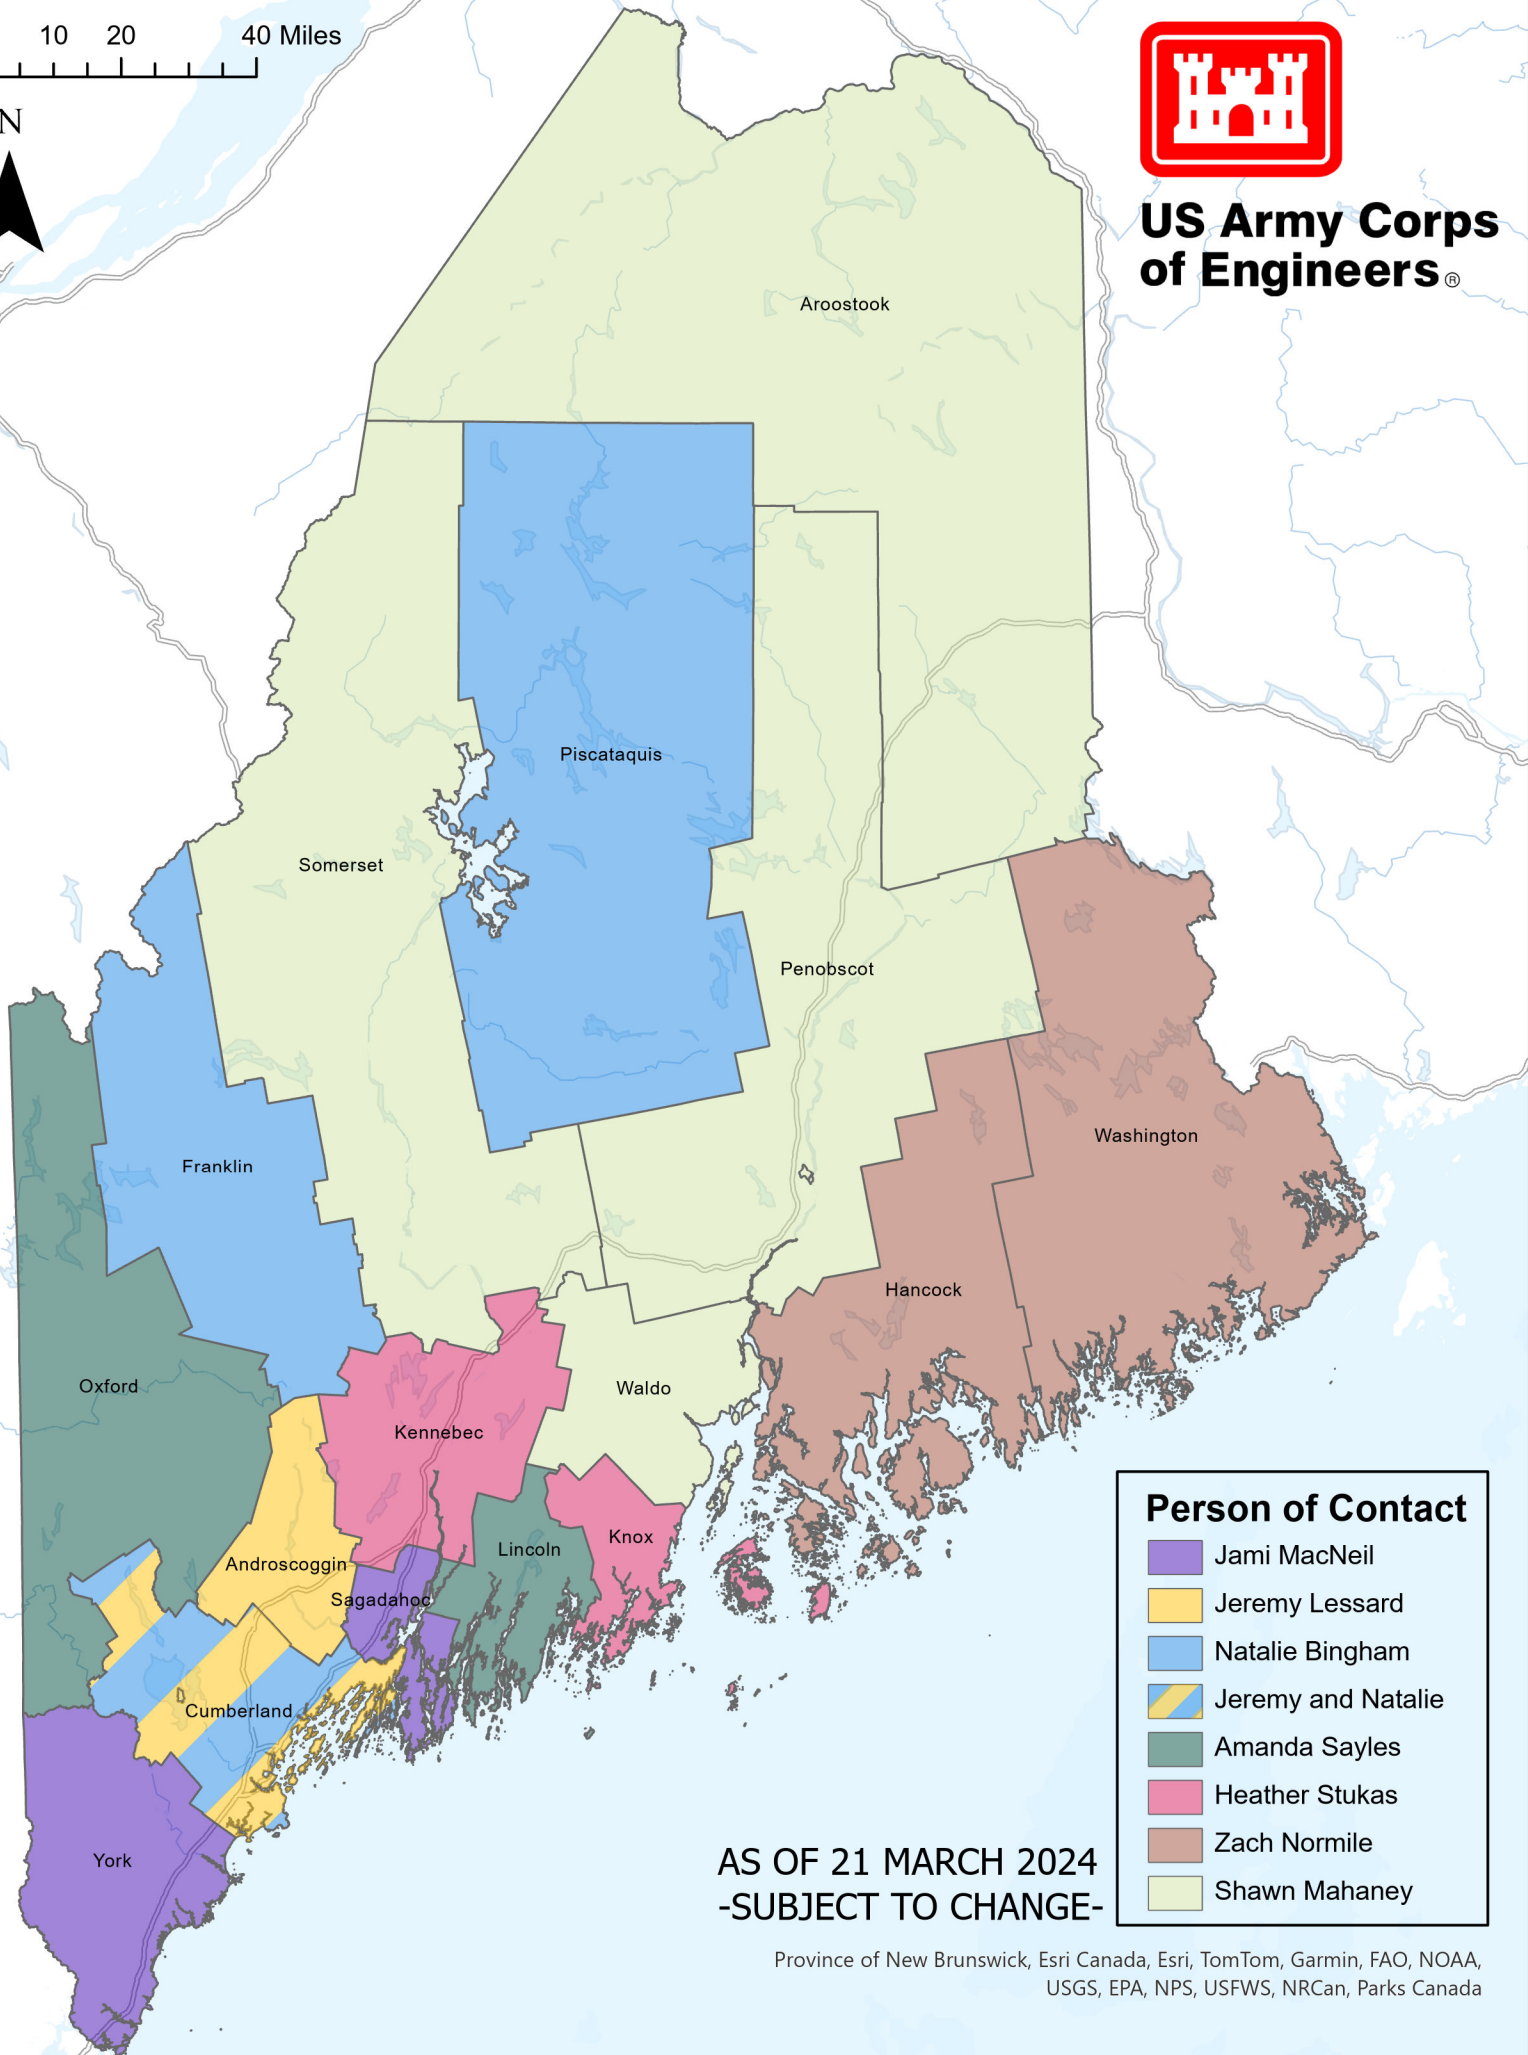 10 20 40 Miles
N
US Army Corps
of Engineers®
Aroostook
Piscataquis
Somerset
Penobscot
Washington
Franklin
Hancock
Oxford
Waldo
Kennebec
Knox
Lincoln
Androscoggin
Sagadahoc
Cumberland
York
Person of Contact
Jami MacNeil
Jeremy Lessard
Natalie Bingham
Jeremy and Natalie
Amanda Sayles
Heather Stukas
Zach Normile
Shawn Mahaney
AS OF 21 MARCH 2024
-SUBJECT TO CHANGE-
Province of New Brunswick, Esri Canada, Esri, TomTom, Garmin, FAO, NOAA,
USGS, EPA, NPS, USFWS, NRCan, Parks Canada